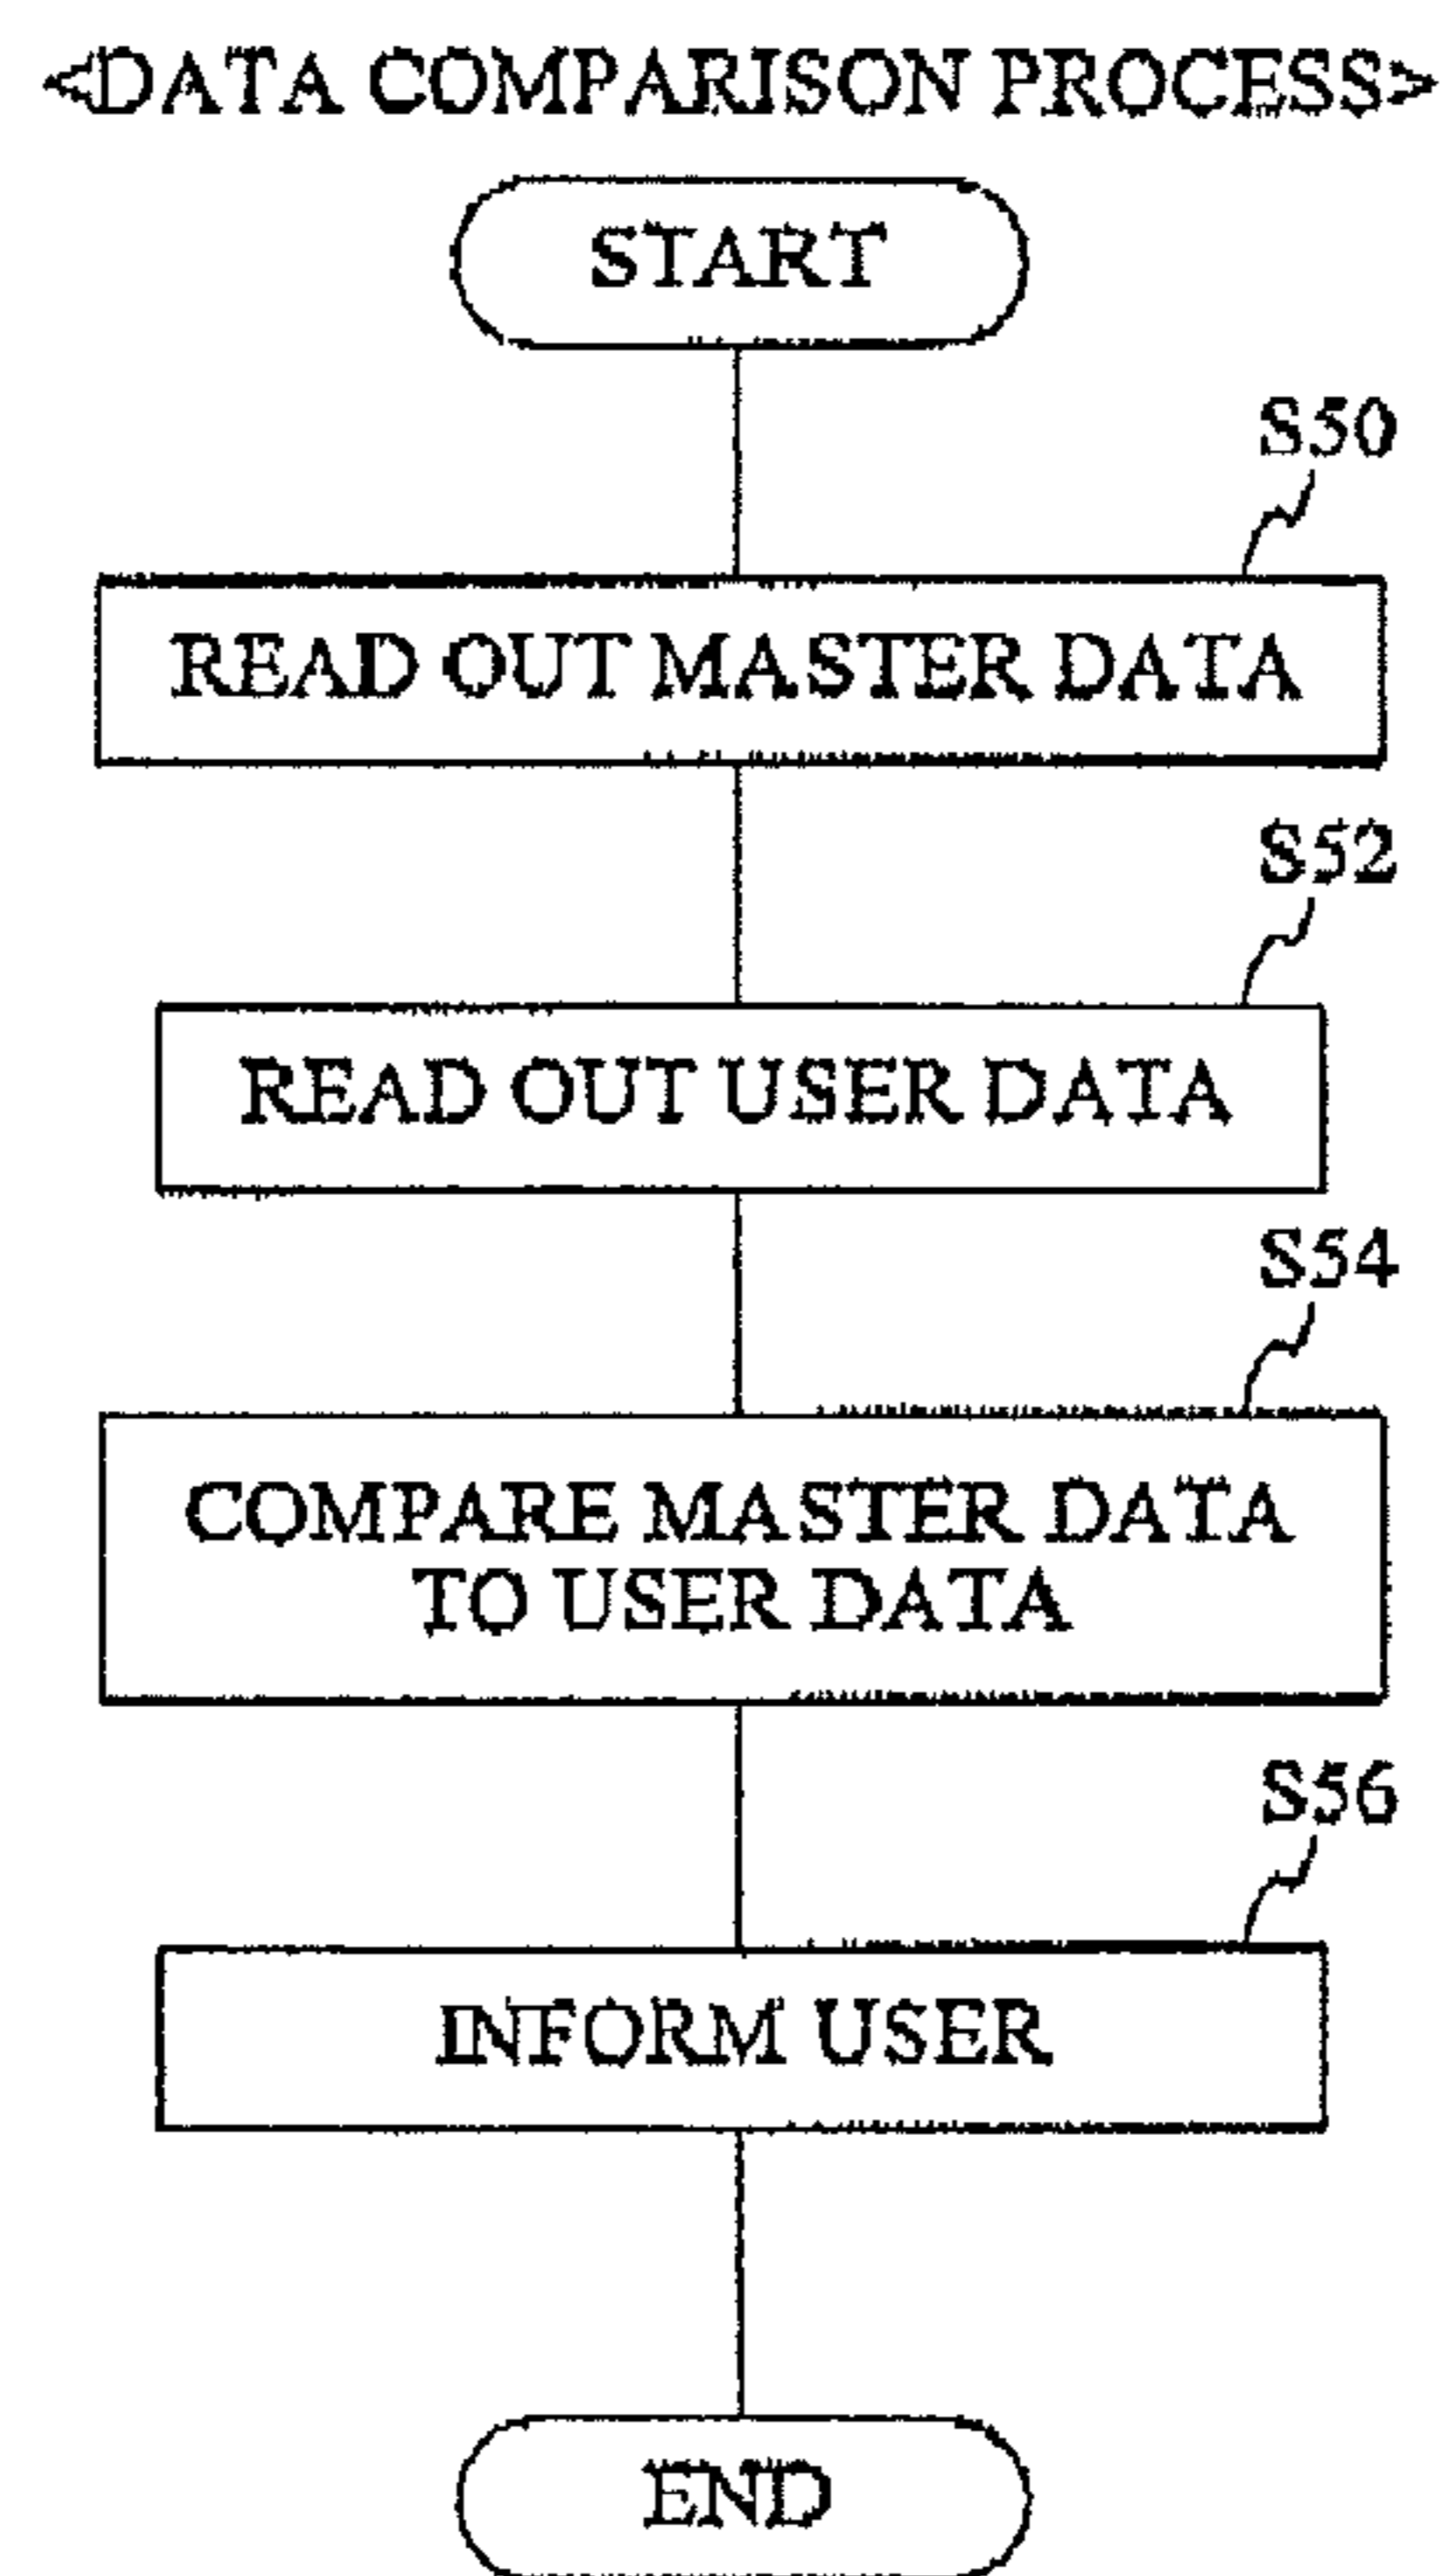 <DATA COMPARISON PROCESS>
START
S50
READ OUT MASTER DATA
S52
READ OUT USER DATA
S54
COMPARE MASTER DATA
TO USER DATA
S56
INFORM USER
END